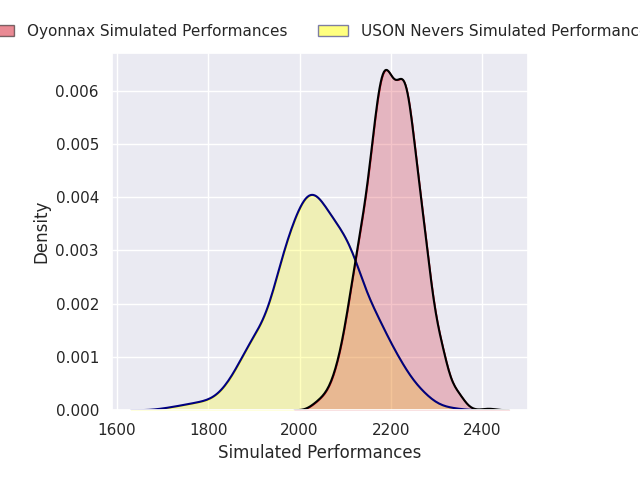 Oyonnax Simulated Performances
USON Nevers Simulated
Density
0.006
0.005
0.004
0.003
0.002
0.001
0.000
1600 1800 2000 2200 2400
Simulated Performances